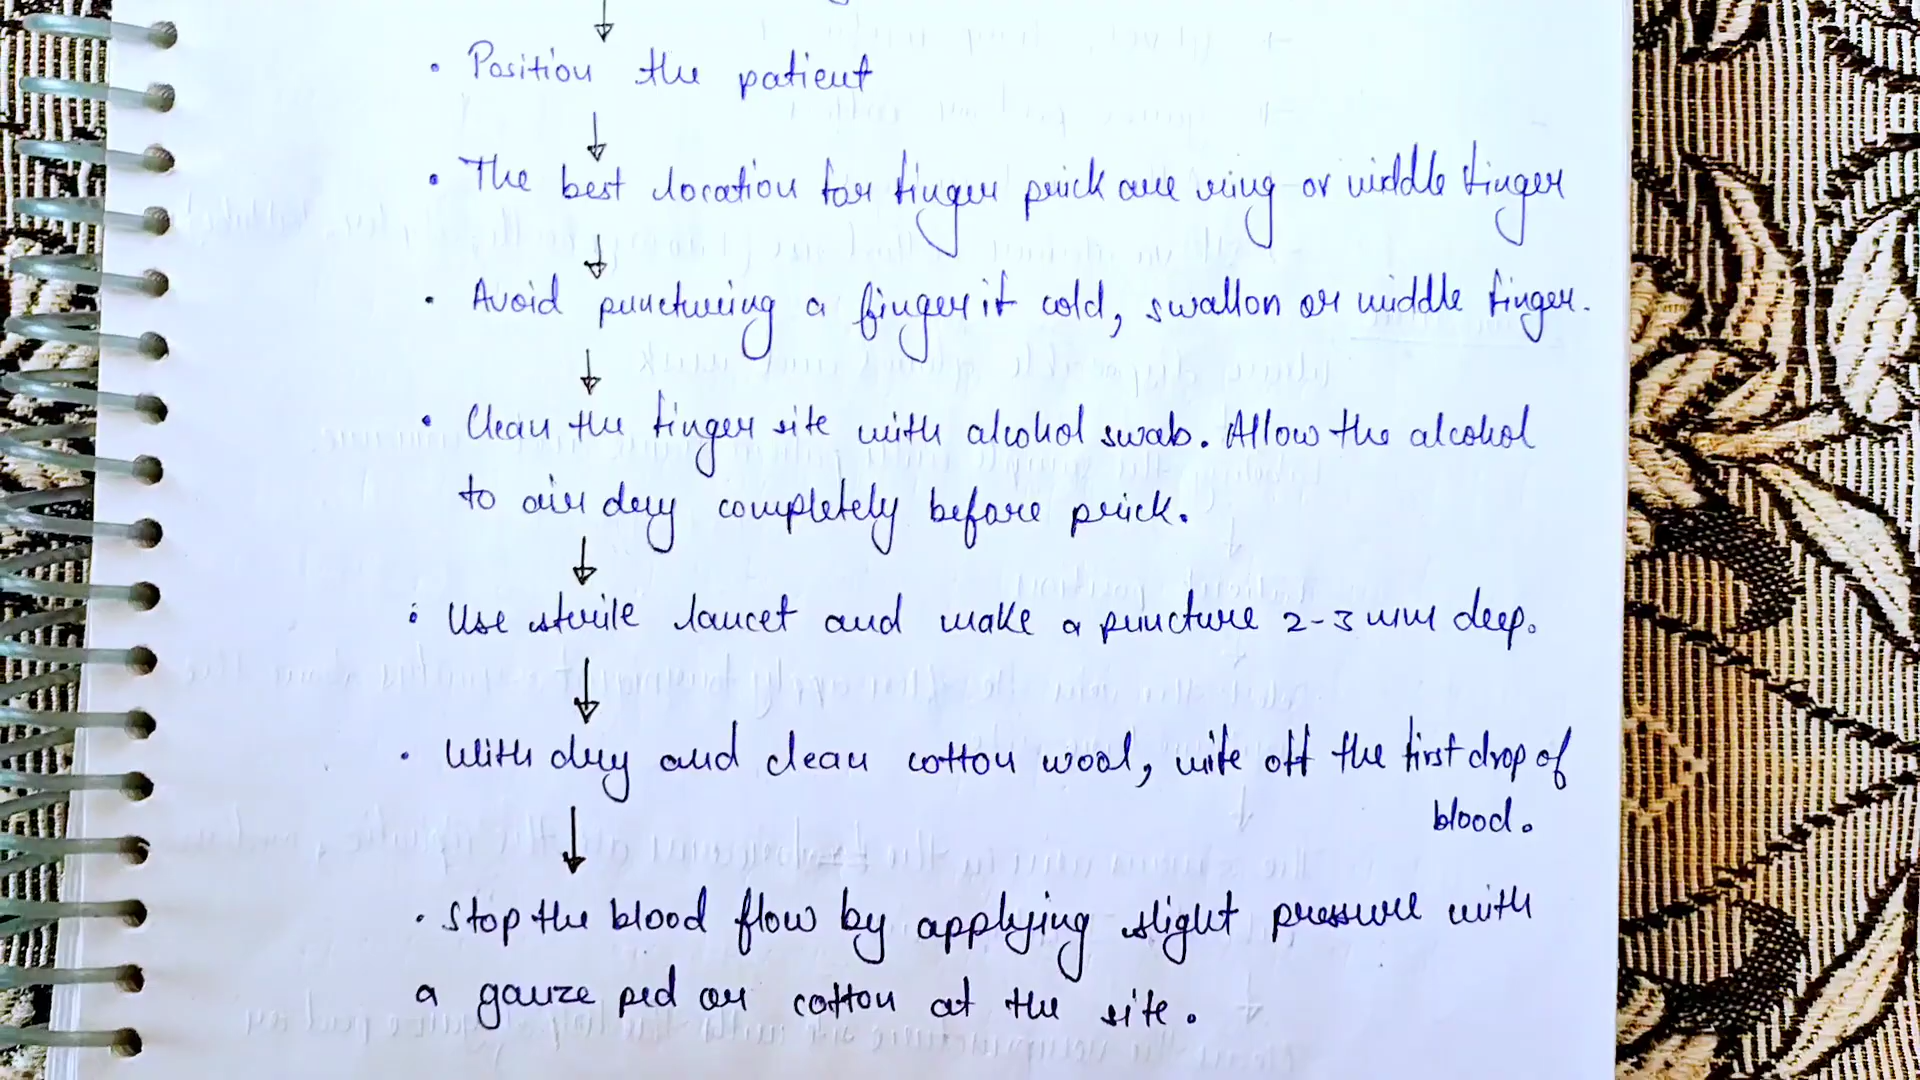 • Position the patient
• The best location for finger prick are ring or middle finger
• Avoid puncturing a finger if cold, swallon or middle finger.
• Clean the finger site with alcohol swab. Allow the alcohol
to air dry completely before prick.
• Use sterile lancet and make a puncture 2-3 mm deep.
• With dry and clean cotton wool, wife off the first drop of
blood.
• Stop the blood flow by applying slight pressure with
a gauze ped or cotton at the site.